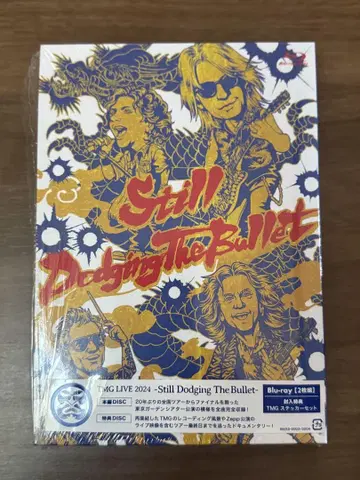 Still
Dodging The Bullet
TMG LIVE 2024 -Still Dodging The Bullet-
本編DISC
20年ぶりの全国ツアーからファイナルを飾った
東京ガーデンシアター公演の模様を全曲完全収録！
特典DISC
再集結したTMGのレコーディング風景やZepp公演の
ライブ映像を含むツアー最終日までを追ったドキュメンタリー！
Blu-ray【2枚組】
封入特典
TMG ステッカーセット